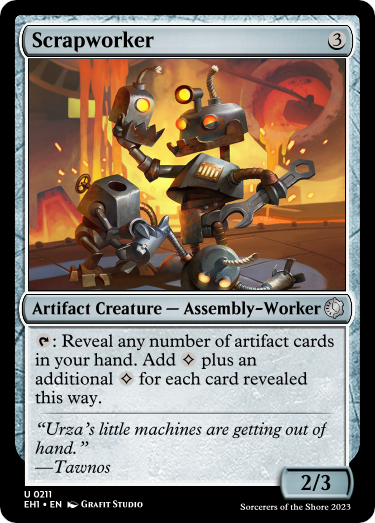 Scrapworker 3
Artifact Creature — Assembly-Worker
: Reveal any number of artifact cards
in your hand. Add plus an
additional for each card revealed
this way.
“Urza’s little machines are getting out of
hand.”
—Tawnos
2/3
U 0211
EH1 • EN Grafit Studio
Sorcerers of the Shore 2023